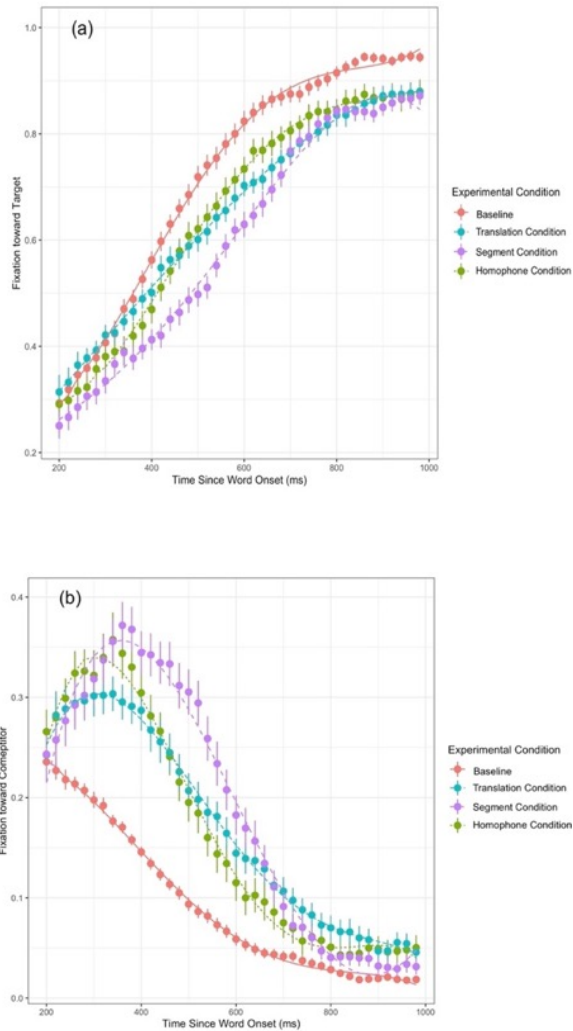 (a)
1.0
0.8
0.6
0.4
0.2
Fixation toward Target
200 400 600 800 1000
Time Since Word Onset (ms)
Experimental Condition
Baseline
Translation Condition
Segment Condition
Homophone Condition
(b)
0.4
0.3
0.2
0.1
0.0
Fixation toward Comeptitor
200 400 600 800 1000
Time Since Word Onset (ms)
Experimental Condition
Baseline
Translation Condition
Segment Condition
Homophone Condition